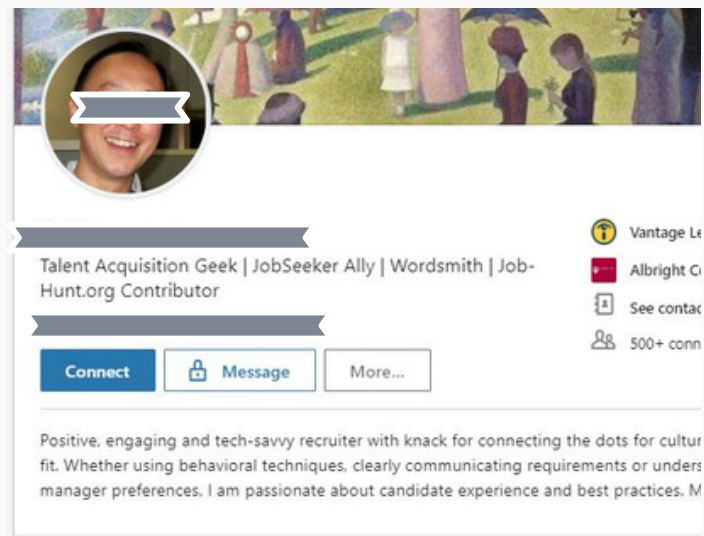 Talent Acquisition Geek | JobSeeker Ally | Wordsmith | Job-
Hunt.org Contributor
Connect
Message
More...
Vantage Le
Albright C
See contac
500+ conn
Positive, engaging and tech-savvy recruiter with knack for connecting the dots for cultur
fit. Whether using behavioral techniques, clearly communicating requirements or unders
manager preferences, I am passionate about candidate experience and best practices. M